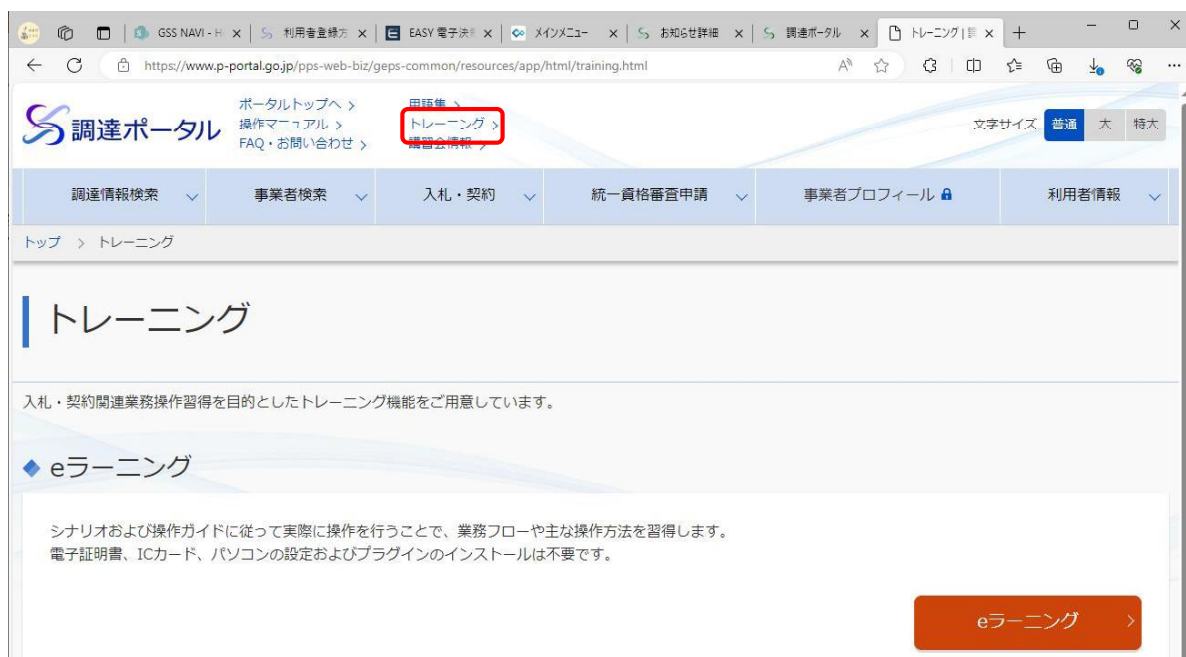 GSS NAVI - H
利用者登録方
EASY 電子決
メインメニュー
お知らせ詳細
調達ポータル
トレーニング | 調
https://www.p-portal.go.jp/pps-web-biz/geps-common/resources/app/html/training.html
調達ポータル
ポータルトップへ >
操作マニュアル >
FAQ・お問い合わせ >
用語集 >
トレーニング >
講習会情報 >
文字サイズ 普通 大 特大
調達情報検索 事業者検索 入札・契約 統一資格審査申請 事業者プロフィール 利用者情報
トップ > トレーニング
トレーニング
入札・契約関連業務操作習得を目的としたトレーニング機能をご用意しています。
eラーニング
シナリオおよび操作ガイドに従って実際に操作を行うことで、業務フローや主な操作方法を習得します。
電子証明書、ICカード、パソコンの設定およびプラグインのインストールは不要です。
eラーニング >